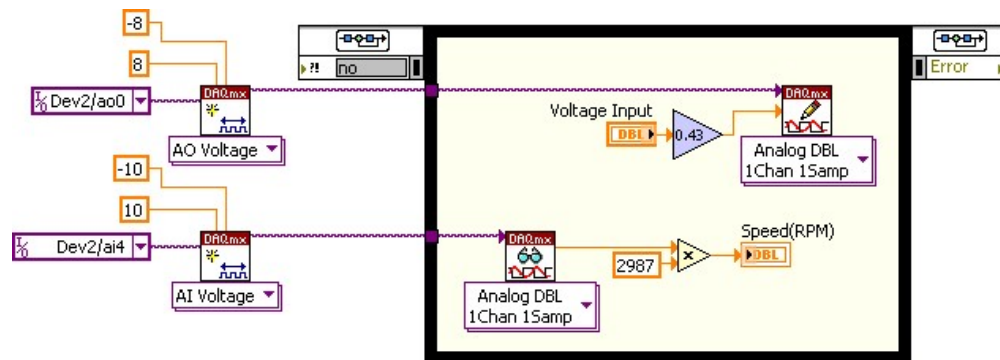 -8
8
I/O Dev2/ao0
DAQmx
AO Voltage
-10
10
I/O Dev2/ai4
DAQmx
AI Voltage
?! no
Error
Voltage Input
DBL
0.43
DAQmx
Analog DBL
1Chan 1Samp
DAQmx
Analog DBL
1Chan 1Samp
2987
x
Speed(RPM)
DBL